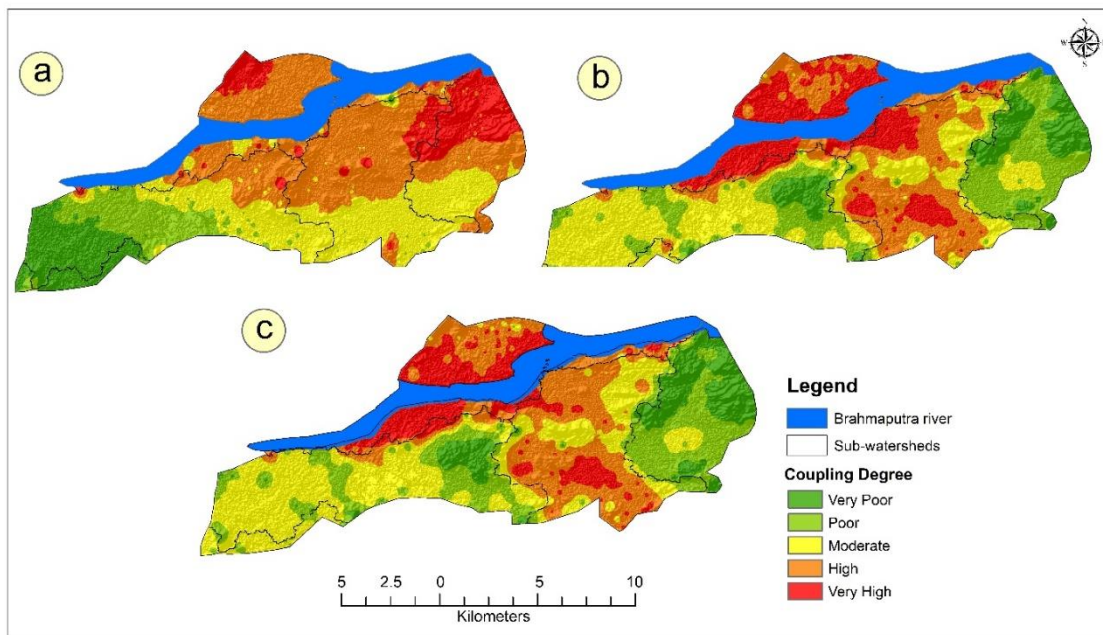 a
b
N
W
E
S
c
Legend
Brahmaputra river
Sub-watersheds
Coupling Degree
Very Poor
Poor
Moderate
High
Very High
5 2.5 0 5 10
Kilometers